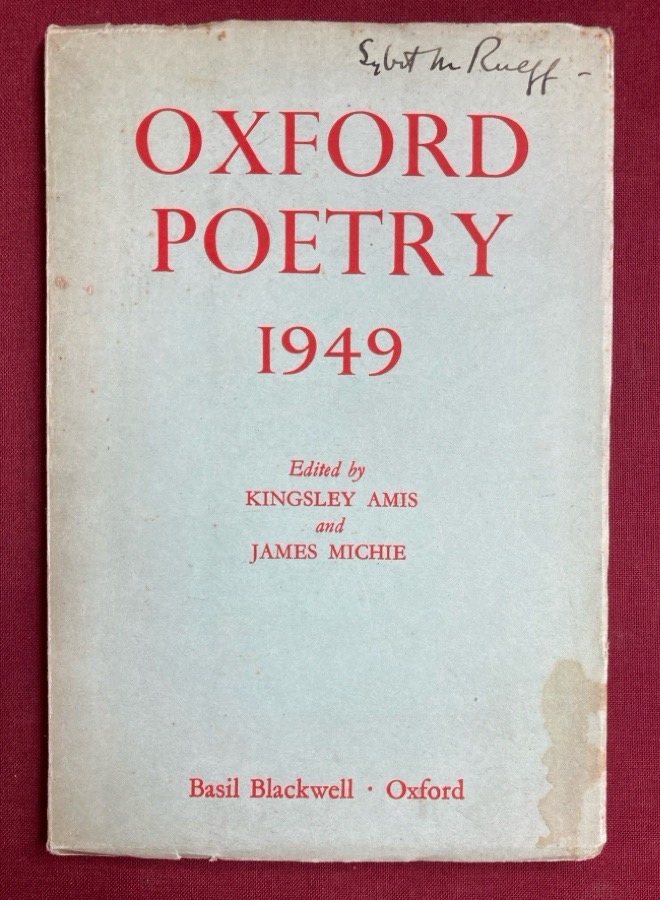 Sybil M Rueff -
OXFORD
POETRY
1949
Edited by
KINGSLEY AMIS
and
JAMES MICHIE
Basil Blackwell · Oxford